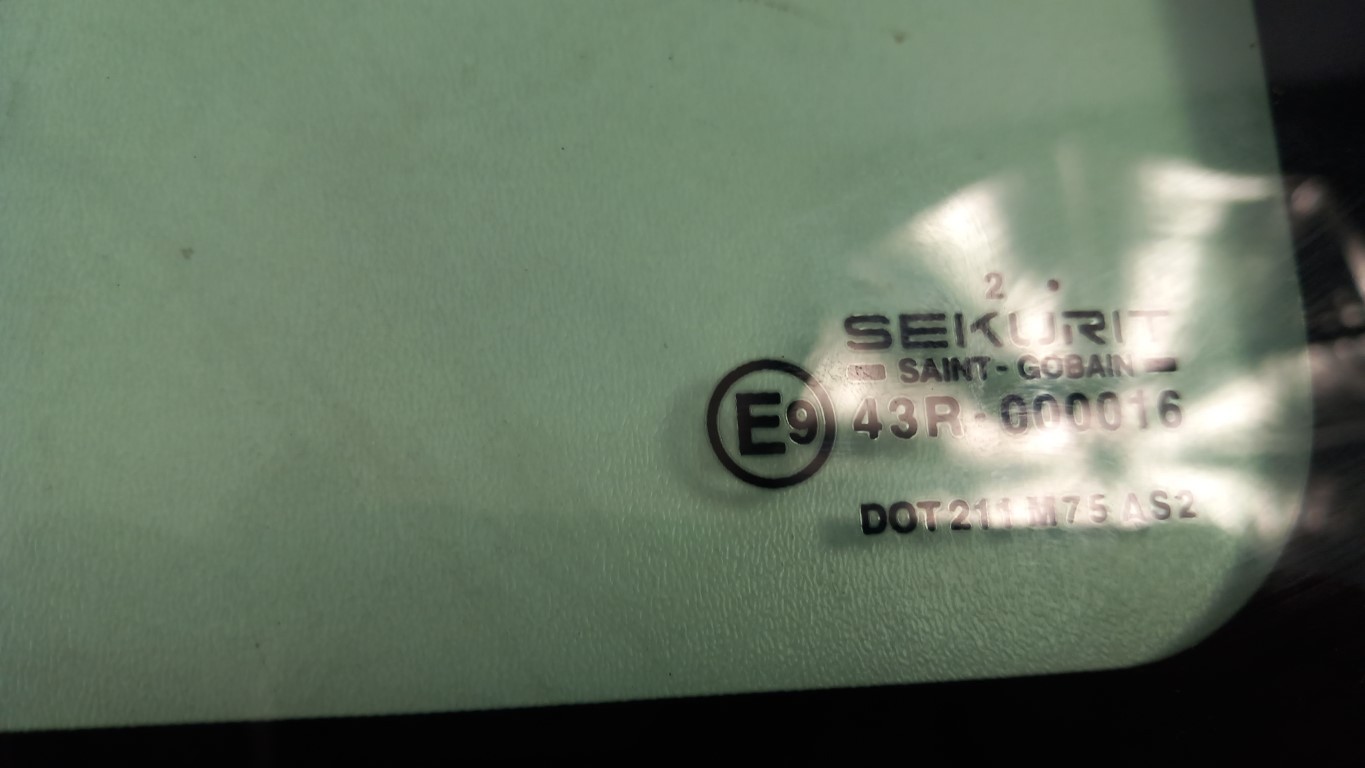 2 •
SEKURIT
SAINT-GOBAIN
E9 43R-000016
DOT 211 M75 AS2